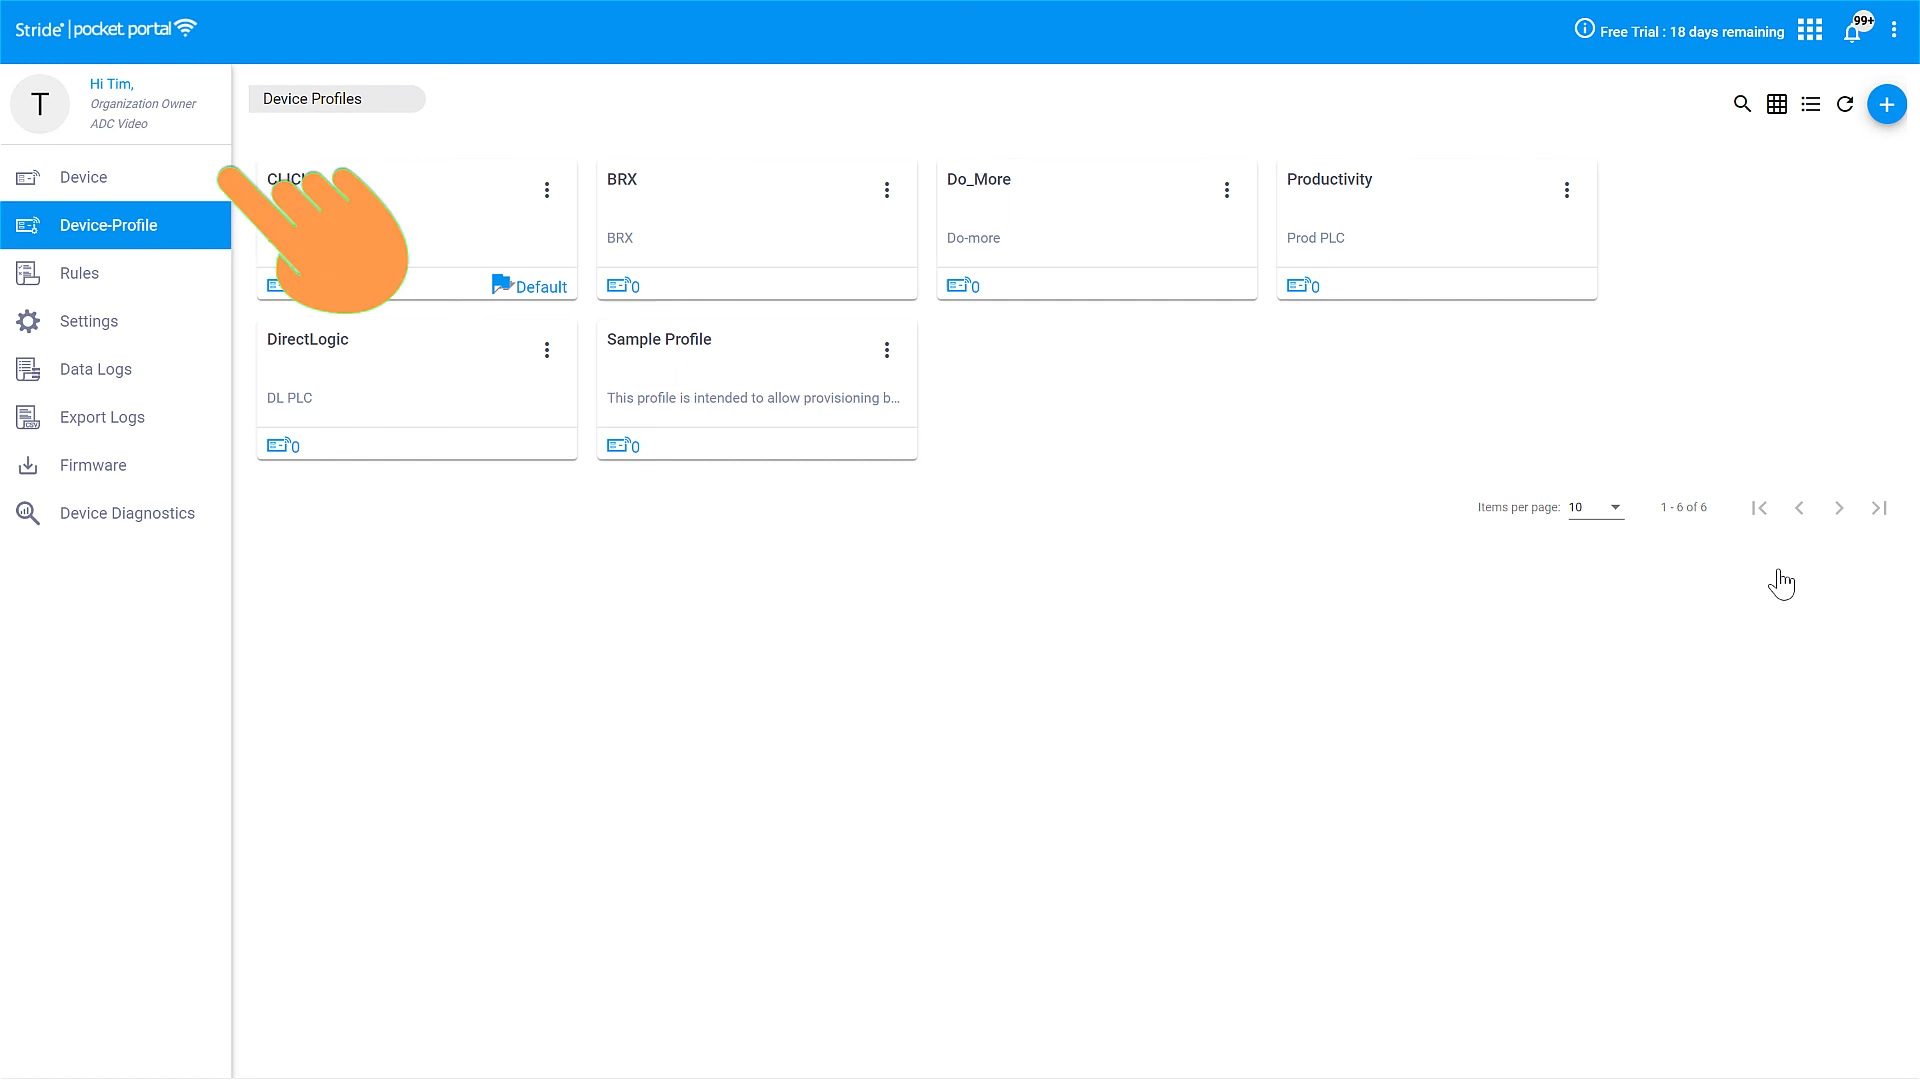 Stride | pocket portal
Free Trial : 18 days remaining
99+
T
Hi Tim,
Organization Owner
ADC Video
Device Profiles
Device
Device-Profile
Rules
Settings
Data Logs
Export Logs
CSV
Firmware
Device Diagnostics
Default
BRX
BRX
0
Do_More
Do-more
0
Productivity
Prod PLC
0
DirectLogic
DL PLC
0
Sample Profile
This profile is intended to allow provisioning b...
0
Items per page: 10
1 - 6 of 6